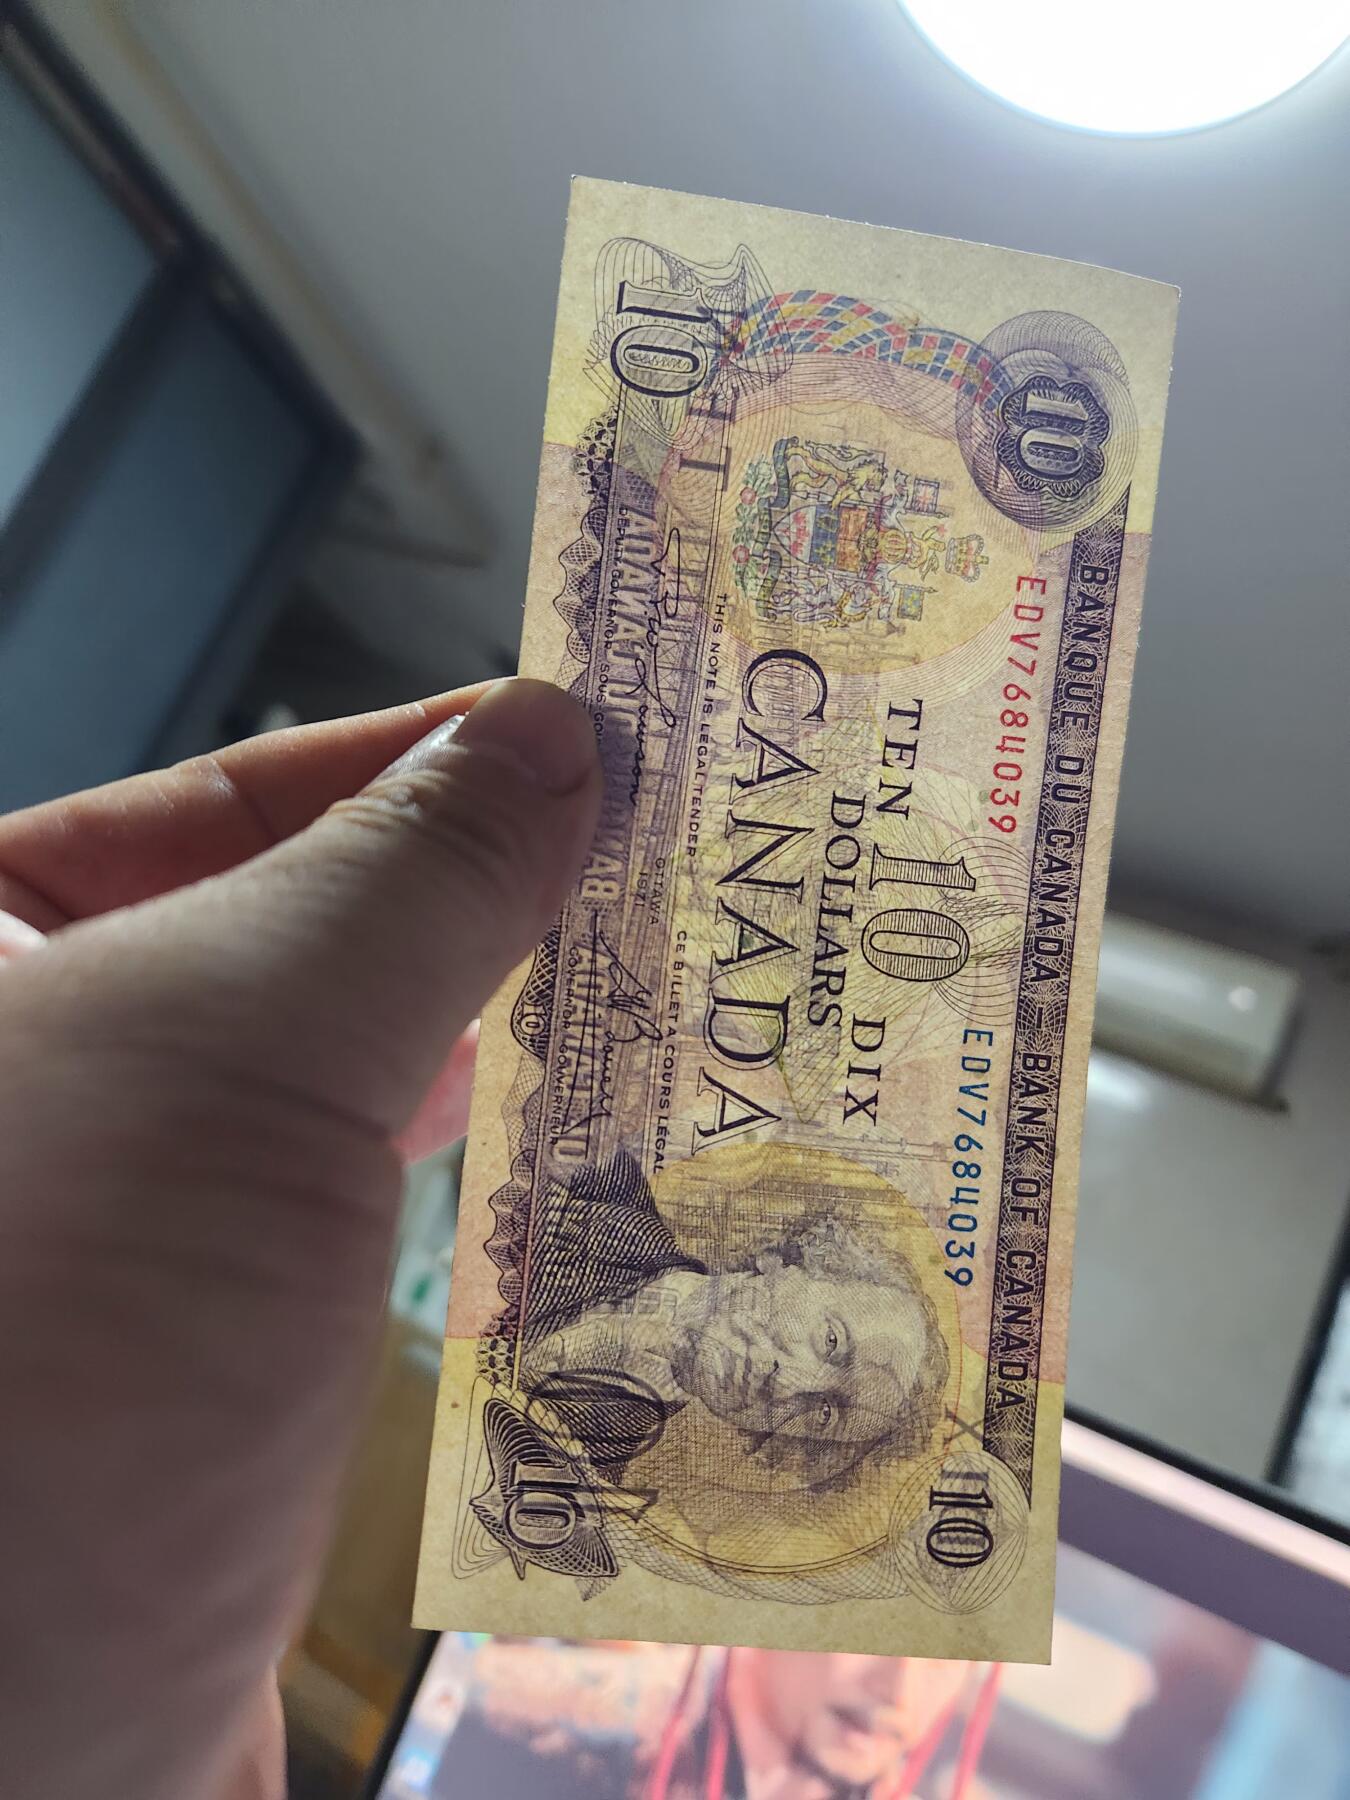 BANQUE DU CANADA — BANK OF CANADA
10
10
EDV7684039
EDV7684039
TEN 10 DIX
DOLLARS
CANADA
THIS NOTE IS LEGAL TENDER
CE BILLET A COURS LÉGAL
OTTAWA
1971
DEPUTY GOVERNOR SOUS GOU
GOVERNOR GOUVERNEUR
10
10